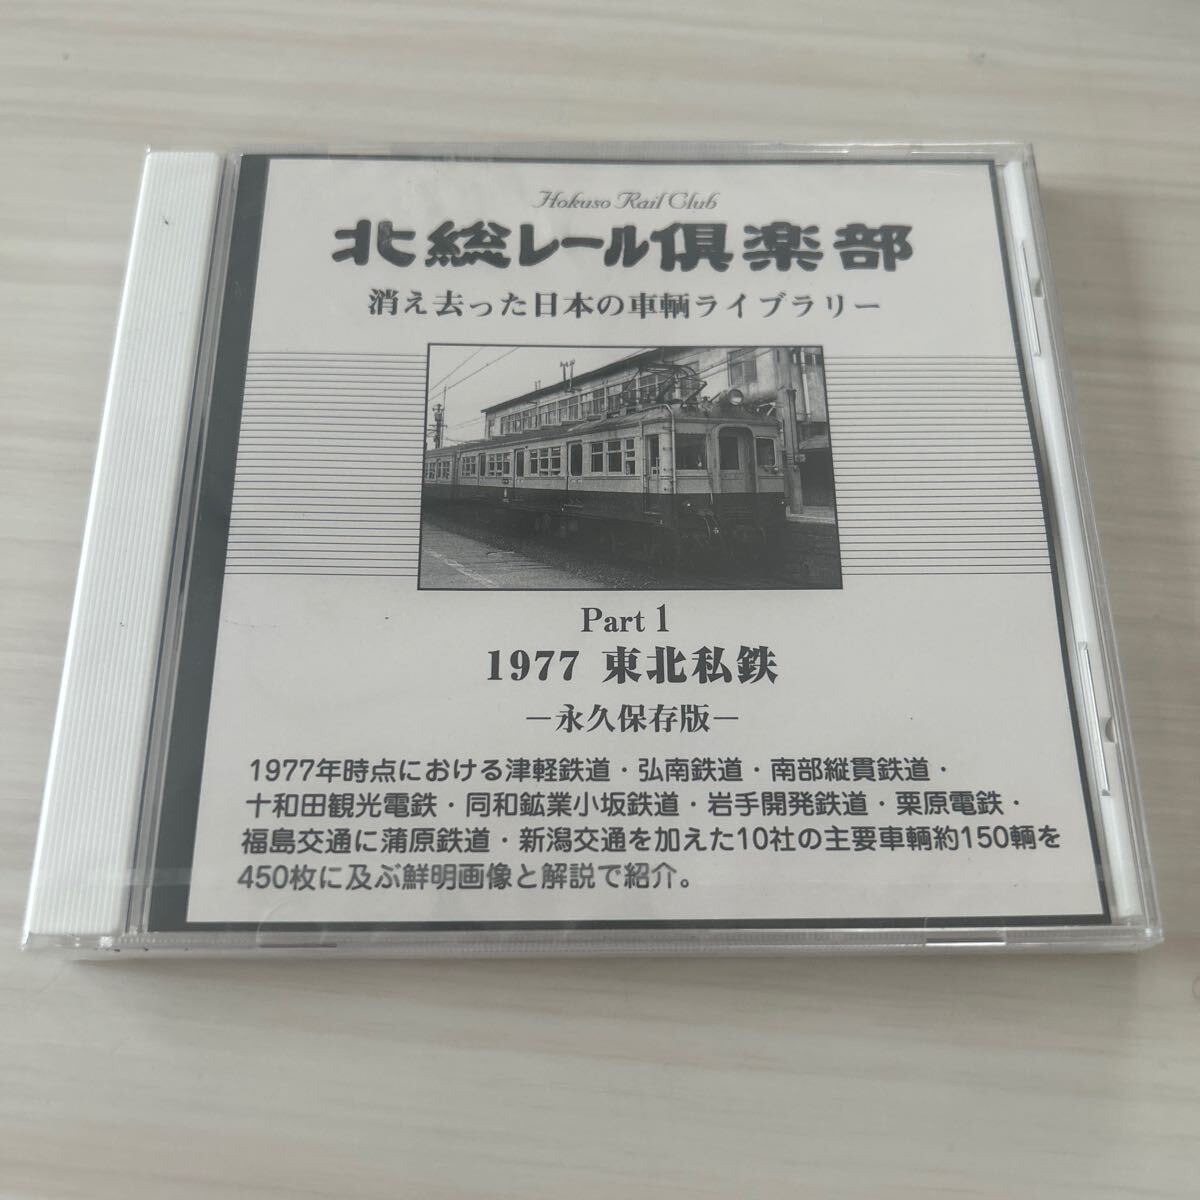 Hokuso Rail Club
北総レール倶楽部
消え去った日本の車輌ライブラリー
Part 1
1977 東北私鉄
－永久保存版－
1977年時点における津軽鉄道・弘南鉄道・南部縦貫鉄道・
十和田観光電鉄・同和鉱業小坂鉄道・岩手開発鉄道・栗原電鉄・
福島交通に蒲原鉄道・新潟交通を加えた10社の主要車輌約150輌を
450枚に及ぶ鮮明画像と解説で紹介。